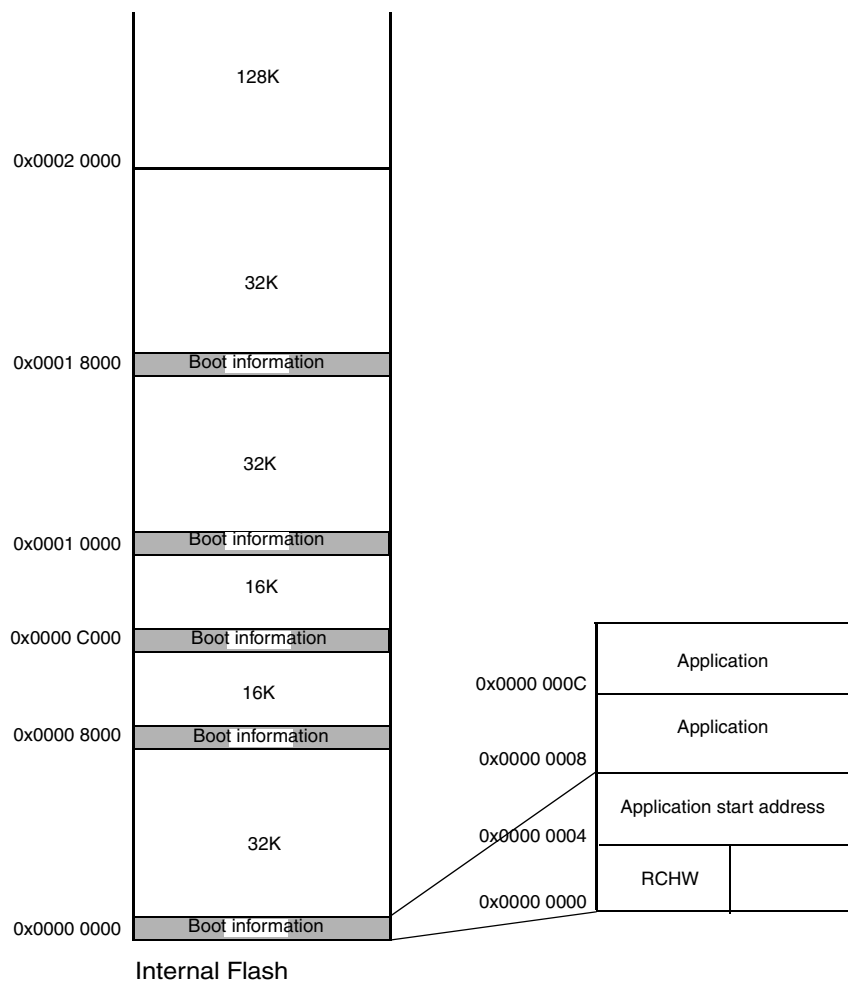 128K
0x0002 0000
32K
0x0001 8000
Boot information
32K
0x0001 0000
Boot information
16K
0x0000 C000
Boot information
16K
0x0000 8000
Boot information
32K
0x0000 0000
Boot information
Internal Flash
Application
0x0000 000C
Application
0x0000 0008
Application start address
0x0000 0004
RCHW
0x0000 0000